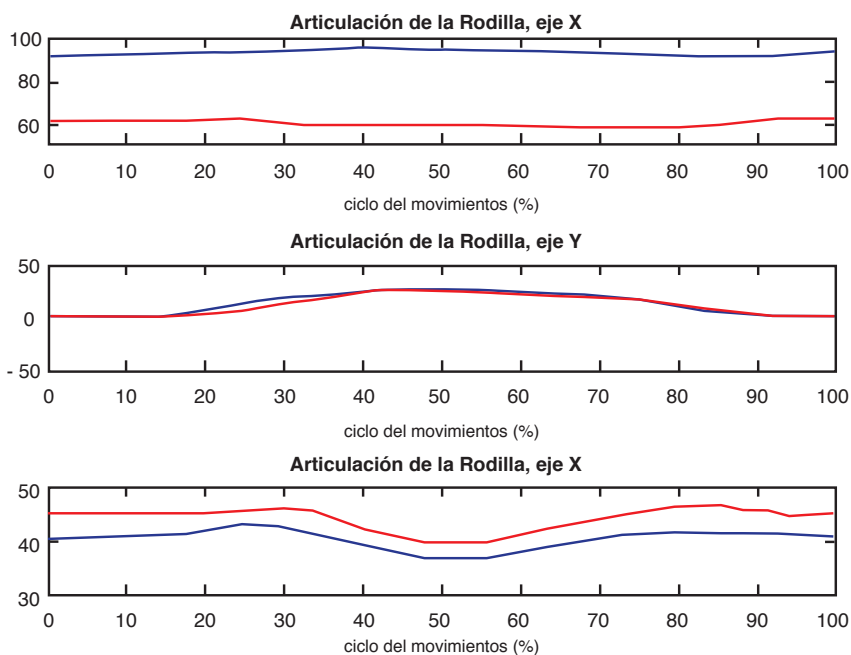 Articulación de la Rodilla, eje X
100
80
60
0 10 20 30 40 50 60 70 80 90 100
ciclo del movimientos (%)
Articulación de la Rodilla, eje Y
50
0
- 50
0 10 20 30 40 50 60 70 80 90 100
ciclo del movimientos (%)
Articulación de la Rodilla, eje X
50
40
30
0 10 20 30 40 50 60 70 80 90 100
ciclo del movimientos (%)